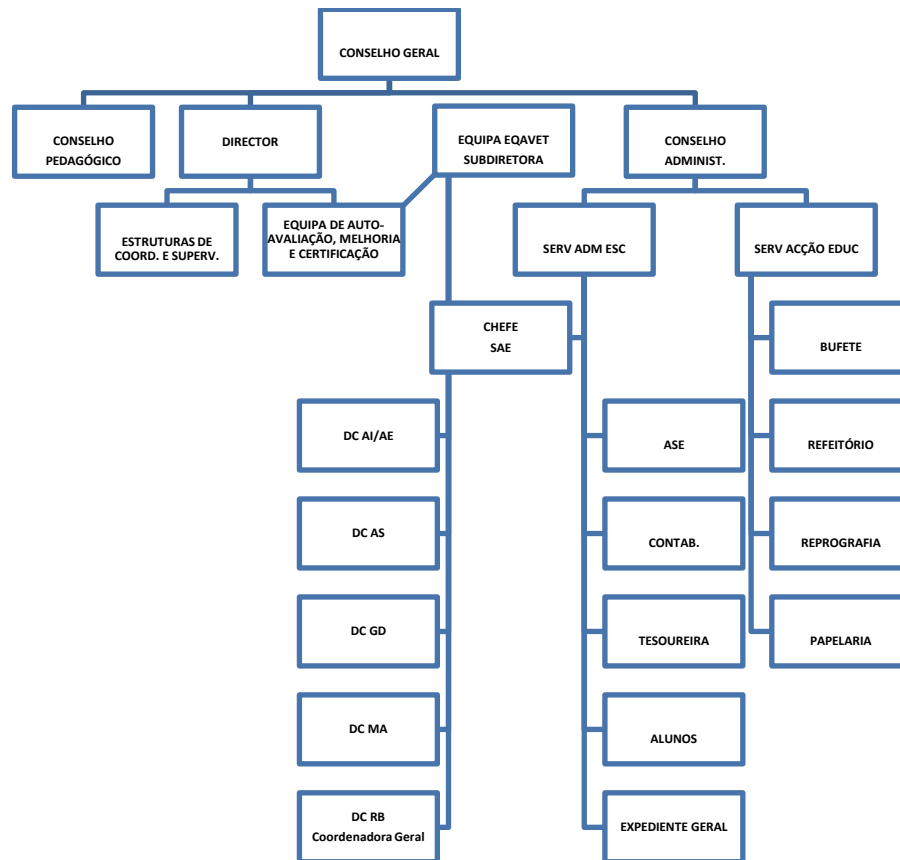 CONSELHO GERAL
CONSELHO
PEDAGÓGICO
DIRECTOR
EQUIPA EQAVET
SUBDIRETORA
CONSELHO
ADMINIST.
ESTRUTURAS DE
COORD. E SUPERV.
EQUIPA DE AUTO-
AVALIAÇÃO, MELHORIA
E CERTIFICAÇÃO
SERV ADM ESC
SERV ACÇÃO EDUC
CHEFE
SAE
BUFETE
DC AI/AE
ASE
REFEITÓRIO
DC AS
CONTAB.
REPROGRAFIA
DC GD
TESOUREIRA
PAPELARIA
DC MA
ALUNOS
DC RB
Coordenadora Geral
EXPEDIENTE GERAL